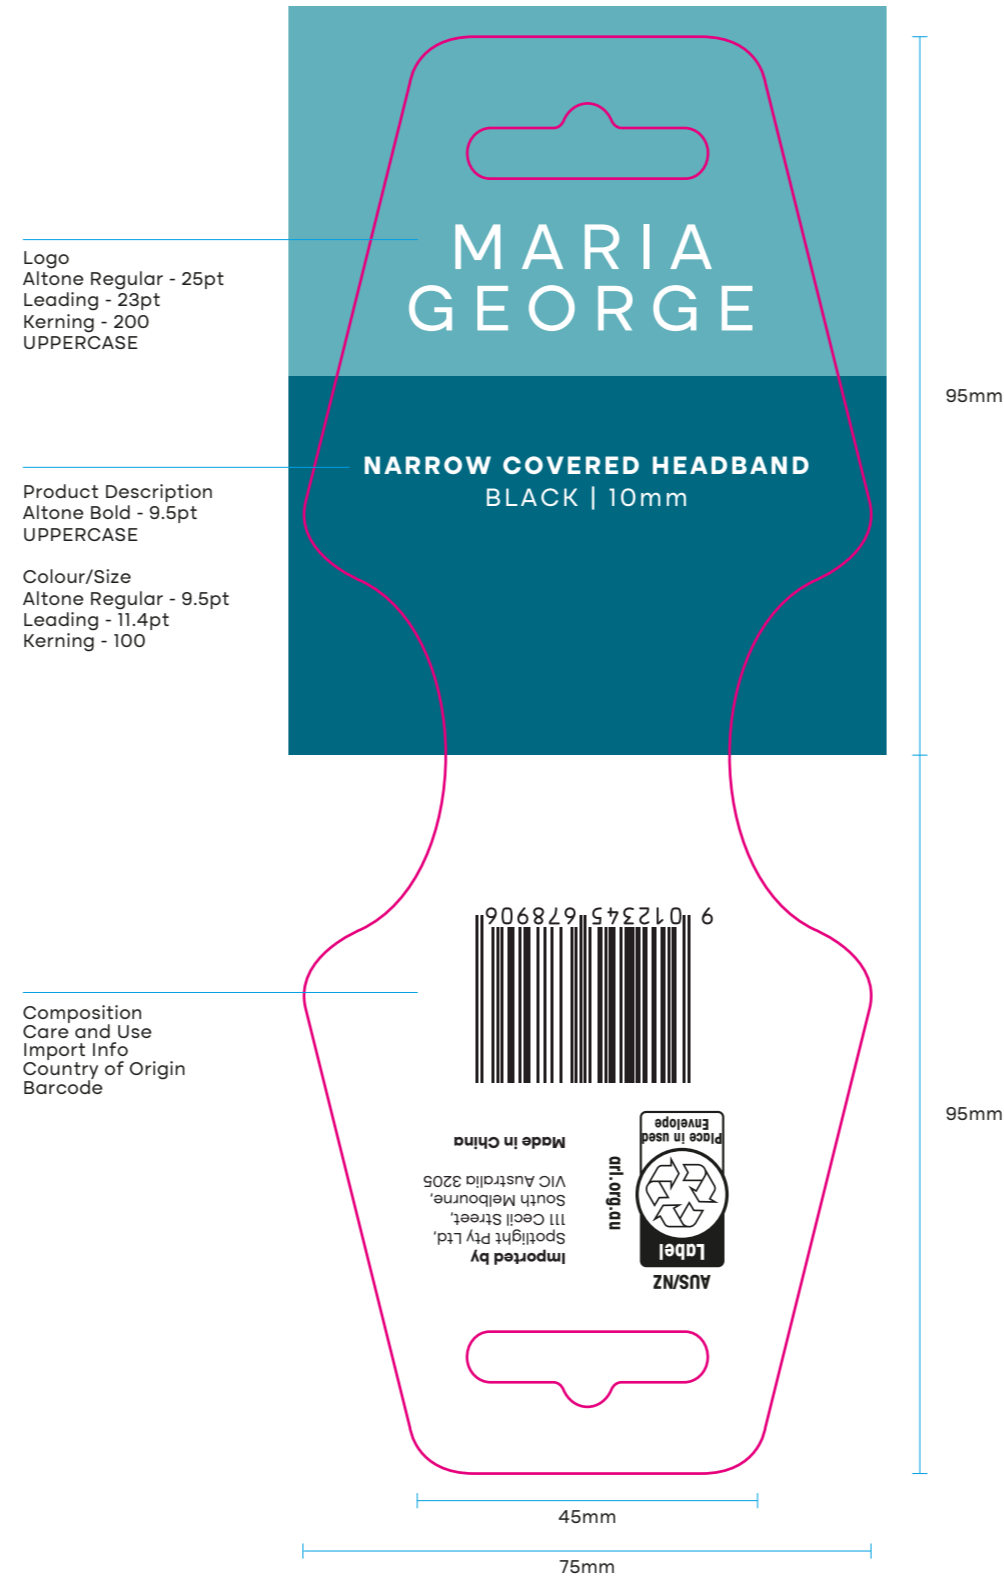 MARIA
GEORGE
NARROW COVERED HEADBAND
BLACK | 10mm
Logo
Altone Regular - 25pt
Leading - 23pt
Kerning - 200
UPPERCASE
Product Description
Altone Bold - 9.5pt
UPPERCASE
Colour/Size
Altone Regular - 9.5pt
Leading - 11.4pt
Kerning - 100
Composition
Care and Use
Import Info
Country of Origin
Barcode
95mm
95mm
AUS/NZ
Label
Place in used
Envelope
arl.org.au
Imported by
Spotlight Pty Ltd,
111 Cecil Street,
South Melbourne,
VIC Australia 3205
Made in China
9 012345 678906
45mm
75mm